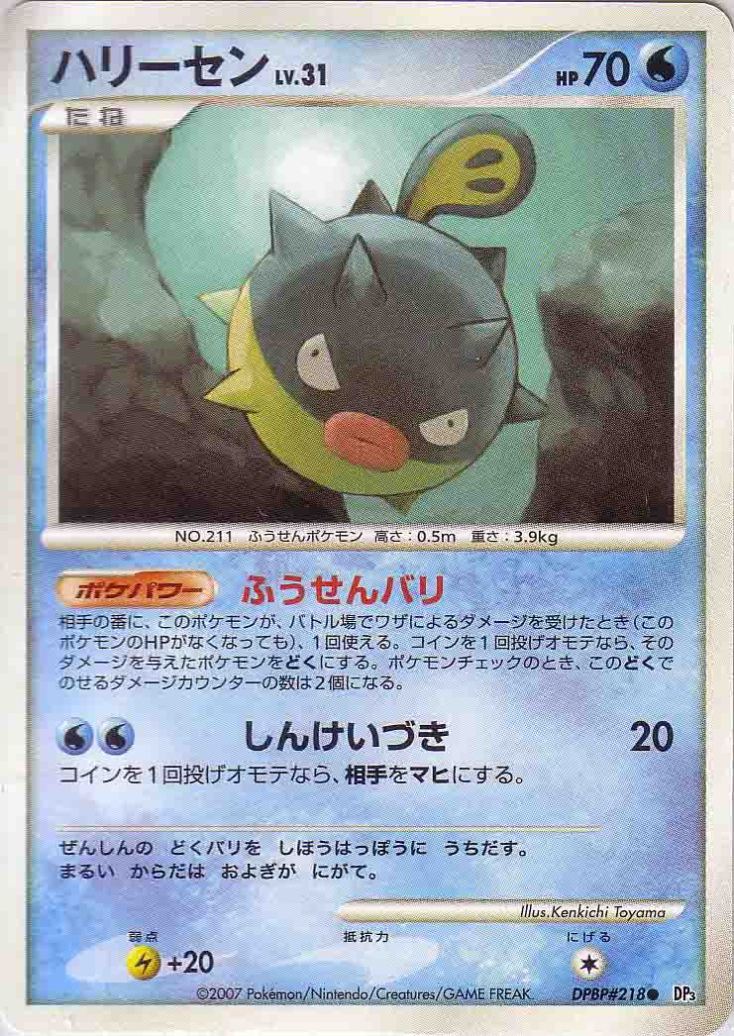 ハリーセン LV.31 HP 70
たね
NO.211 ふうせんポケモン 高さ:0.5m 重さ:3.9kg
ポケパワー ふうせんバリ
相手の番に、このポケモンが、バトル場でワザによるダメージを受けたとき(この
ポケモンのHPがなくなっても)、1回使える。コインを1回投げオモテなら、その
ダメージを与えたポケモンをどくにする。ポケモンチェックのとき、このどくで
のせるダメージカウンターの数は2個になる。
しんけいづき 20
コインを1回投げオモテなら、相手をマヒにする。
ぜんしんの どくバリを しほうはっぽうに うちだす。
まるい からだは およぎが にがて。
Illus.Kenkichi Toyama
弱点 抵抗力 にげる
+20
©2007 Pokémon/Nintendo/Creatures/GAME FREAK. DPBP#218● DP3